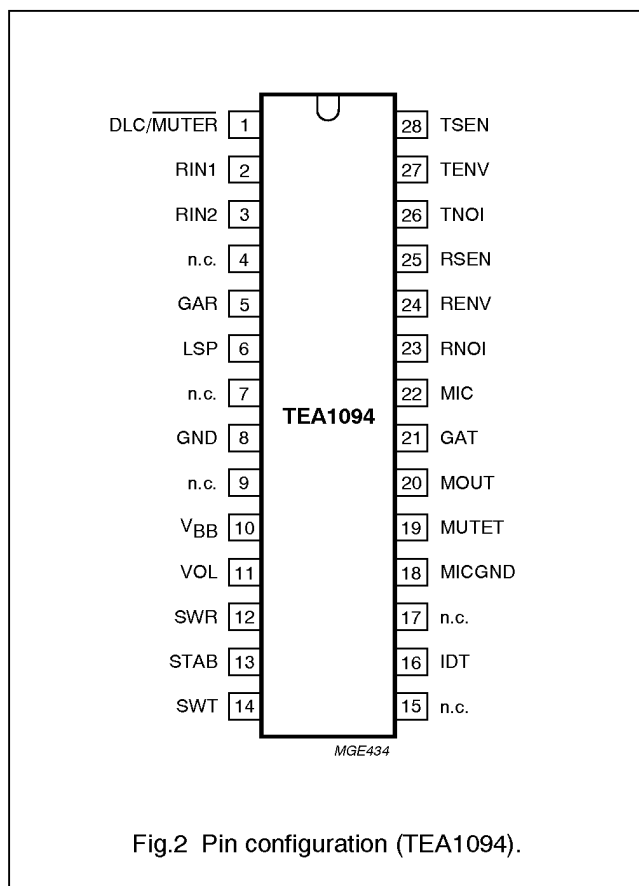 DLC/MUTER 1 28 TSEN
RIN1 2 27 TENV
RIN2 3 26 TNOI
n.c. 4 25 RSEN
GAR 5 24 RENV
LSP 6 23 RNOI
n.c. 7 22 MIC
TEA1094
GND 8 21 GAT
n.c. 9 20 MOUT
VBB 10 19 MUTET
VOL 11 18 MICGND
SWR 12 17 n.c.
STAB 13 16 IDT
SWT 14 15 n.c.
MGE434
Fig.2 Pin configuration (TEA1094).